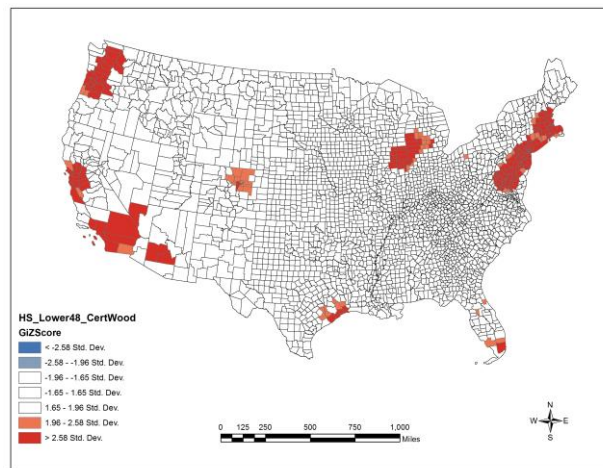 HS_Lower48_CertWood
GiZScore
< -2.58 Std. Dev.
-2.58 - -1.96 Std. Dev.
-1.96 - -1.65 Std. Dev.
-1.65 - 1.65 Std. Dev.
1.65 - 1.96 Std. Dev.
1.96 - 2.58 Std. Dev.
> 2.58 Std. Dev.
0 125 250 500 750 1,000
Miles
N
W E
S